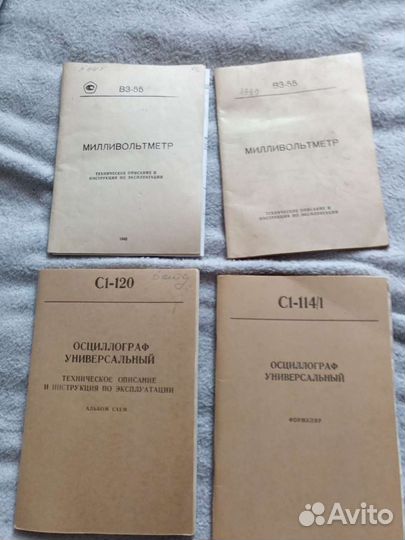 В3-55
МИЛЛИВОЛЬТМЕТР
ТЕХНИЧЕСКОЕ ОПИСАНИЕ И
ИНСТРУКЦИЯ ПО ЭКСПЛУАТАЦИИ
В3-55
МИЛЛИВОЛЬТМЕТР
ТЕХНИЧЕСКОЕ ОПИСАНИЕ И
ИНСТРУКЦИЯ ПО ЭКСПЛУАТАЦИИ
С1-120
ОСЦИЛЛОГРАФ
УНИВЕРСАЛЬНЫЙ
ТЕХНИЧЕСКОЕ ОПИСАНИЕ
И ИНСТРУКЦИЯ ПО ЭКСПЛУАТАЦИИ
АЛЬБОМ СХЕМ
С1-114/1
ОСЦИЛЛОГРАФ
УНИВЕРСАЛЬНЫЙ
ФОРМУЛЯР
Avito